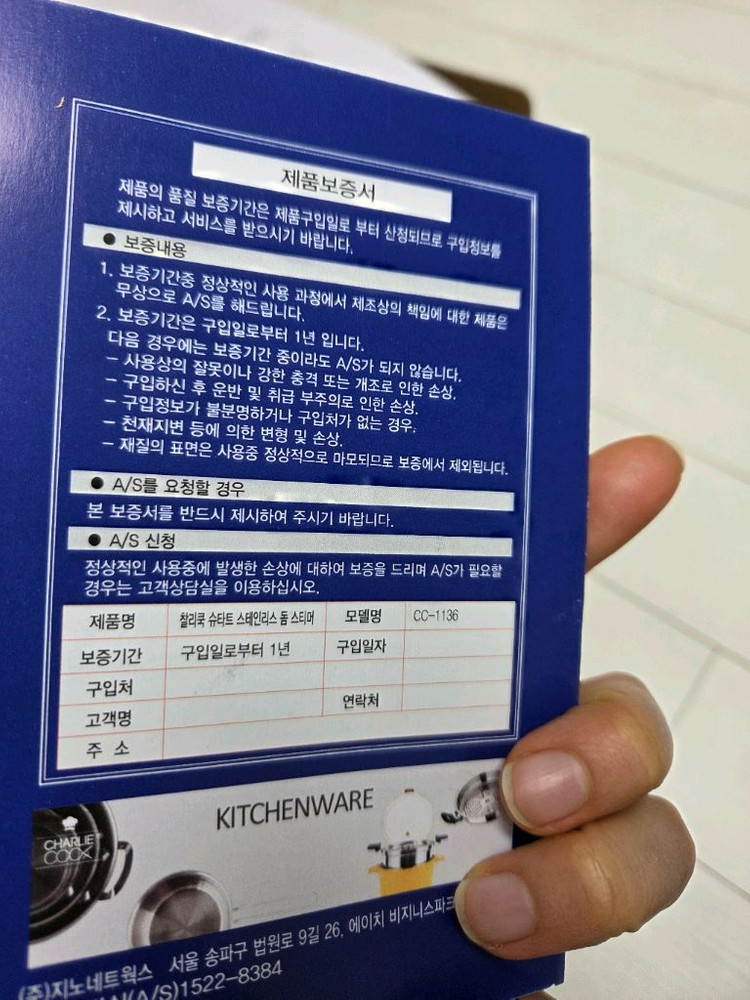 제품보증서
제품의 품질 보증기간은 제품구입일로 부터 산정되므로 구입정보를
제시하고 서비스를 받으시기 바랍니다.
● 보증내용
1. 보증기간중 정상적인 사용 과정에서 제조상의 책임에 대한 제품은
무상으로 A/S를 해드립니다.
2. 보증기간은 구입일로부터 1년 입니다.
다음 경우에는 보증기간 중이라도 A/S가 되지 않습니다.
- 사용상의 잘못이나 강한 충격 또는 개조로 인한 손상.
- 구입하신 후 운반 및 취급 부주의로 인한 손상.
- 구입정보가 불분명하거나 구입처가 없는 경우.
- 천재지변 등에 의한 변형 및 손상.
- 재질의 표면은 사용중 정상적으로 마모되므로 보증에서 제외됩니다.
● A/S를 요청할 경우
본 보증서를 반드시 제시하여 주시기 바랍니다.
● A/S 신청
정상적인 사용중에 발생한 손상에 대하여 보증을 드리며 A/S가 필요할
경우는 고객상담실을 이용하십시오.
제품명 찰리쿡 슈타트 스테인리스 돔 스티머 모델명 CC-1136
보증기간 구입일로부터 1년 구입일자
구입처
고객명 연락처
주 소
KITCHENWARE
CHARLIE
COOK
(주)지노네트웍스 서울 송파구 법원로 9길 26, 에이치 비지니스파크
(A/S)1522-8384